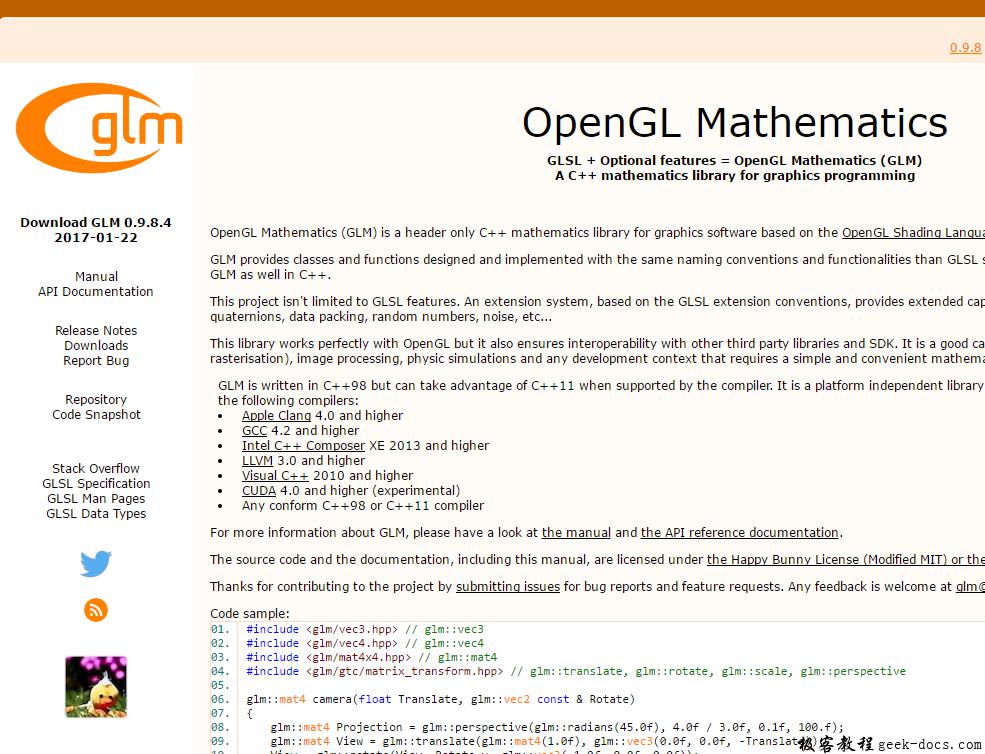 0.9.8
glm
OpenGL Mathematics
GLSL + Optional features = OpenGL Mathematics (GLM)
A C++ mathematics library for graphics programming
Download GLM 0.9.8.4
2017-01-22
Manual
API Documentation
Release Notes
Downloads
Report Bug
Repository
Code Snapshot
Stack Overflow
GLSL Specification
GLSL Man Pages
GLSL Data Types
OpenGL Mathematics (GLM) is a header only C++ mathematics library for graphics software based on the OpenGL Shading
GLM provides classes and functions designed and implemented with the same naming conventions and functionalities than GLSL
GLM as well in C++.
This project isn't limited to GLSL features. An extension system, based on the GLSL extension conventions, provides extended
quaternions, data packing, random numbers, noise, etc...
This library works perfectly with OpenGL but it also ensures interoperability with other third party libraries and SDK. It is a good
rasterisation), image processing, physic simulations and any development context that requires a simple and convenient
GLM is written in C++98 but can take advantage of C++11 when supported by the compiler. It is a platform independent library
the following compilers:
• Apple Clang 4.0 and higher
• GCC 4.2 and higher
• Intel C++ Composer XE 2013 and higher
• LLVM 3.0 and higher
• Visual C++ 2010 and higher
• CUDA 4.0 and higher (experimental)
• Any conform C++98 or C++11 compiler
For more information about GLM, please have a look at the manual and the API reference documentation.
The source code and the documentation, including this manual, are licensed under the Happy Bunny License (Modified MIT) or the
Thanks for contributing to the project by submitting issues for bug reports and feature requests. Any feedback is welcome at glm@
Code sample:
01. #include <glm/vec3.hpp> // glm::vec3
02. #include <glm/vec4.hpp> // glm::vec4
03. #include <glm/mat4x4.hpp> // glm::mat4
04. #include <glm/gtc/matrix_transform.hpp> // glm::translate, glm::rotate, glm::scale, glm::perspective
05.
06. glm::mat4 camera(float Translate, glm::vec2 const & Rotate)
07. {
08. glm::mat4 Projection = glm::perspective(glm::radians(45.0f), 4.0f / 3.0f, 0.1f, 100.f);
09. glm::mat4 View = glm::translate(glm::mat4(1.0f), glm::vec3(0.0f, 0.0f, -Translate));
极客教程 geek-docs.com